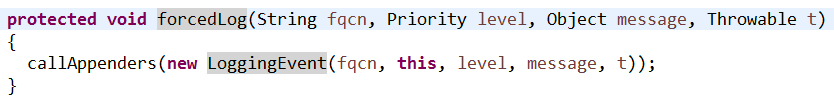 protected void forcedLog(String fqcn, Priority level, Object message, Throwable t)
{
  callAppenders(new LoggingEvent(fqcn, this, level, message, t));
}